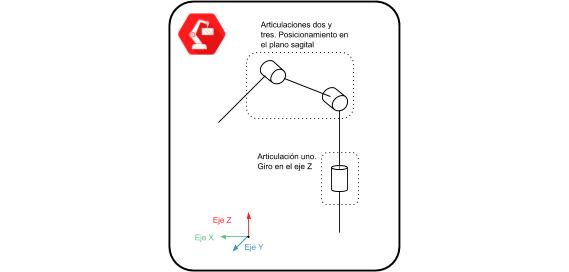 Articulaciones dos y
tres. Posicionamiento en
el plano sagital
Articulación uno.
Giro en el eje Z
Eje Z
Eje X
Eje Y